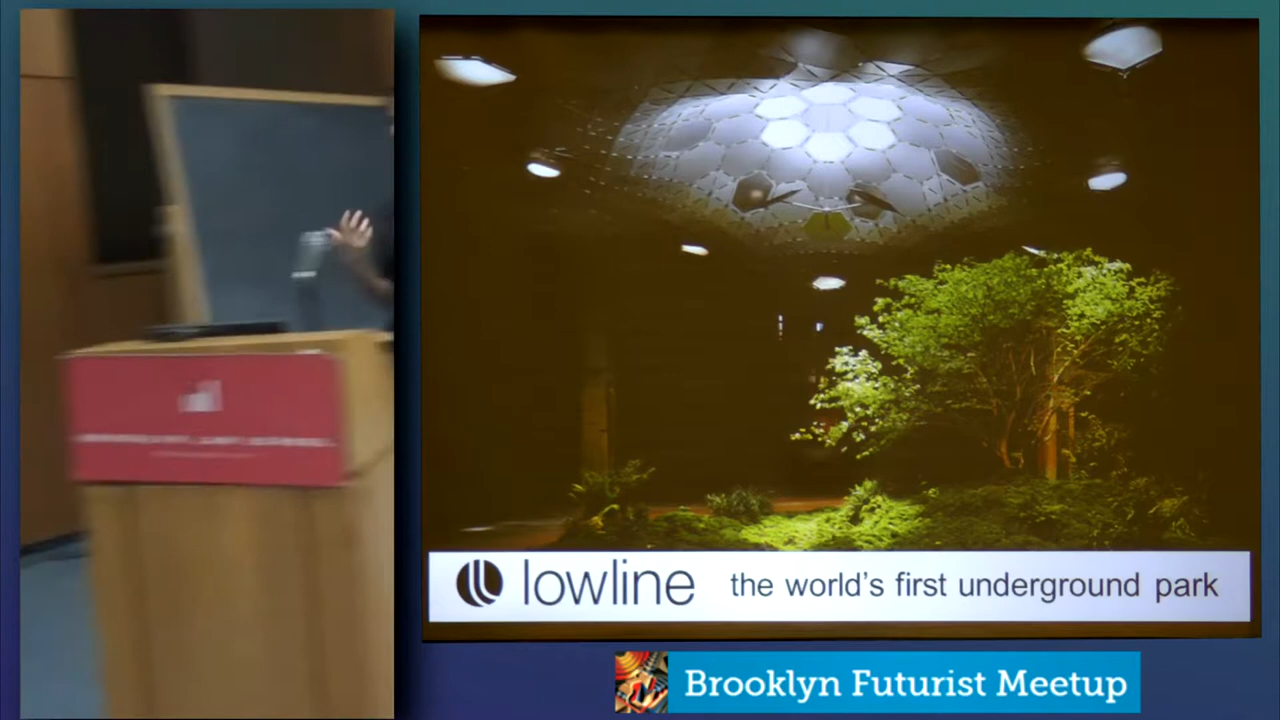 lowline
the world's first underground park
Brooklyn Futurist Meetup